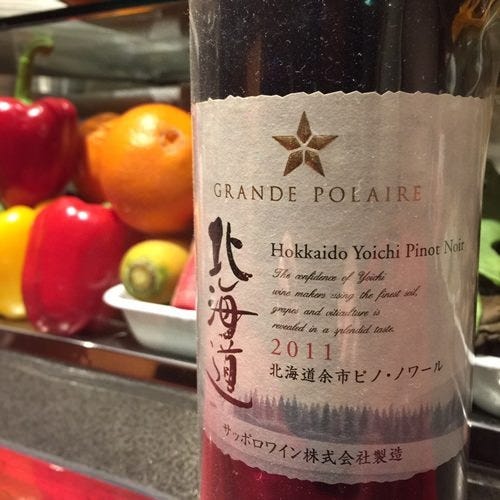 GRANDE POLAIRE
北海道
Hokkaido Yoichi Pinot Noir
The confidence of Yoichi
wine makers using the finest soil,
grapes and viticulture is
revealed in a splendid taste.
2011
北海道余市ピノ・ノワール
サッポロワイン株式会社製造